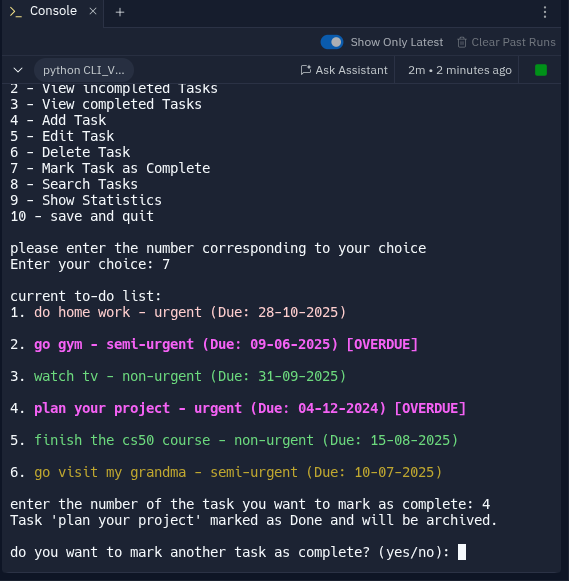 Console
Show Only Latest
Clear Past Runs
python CLI_V...
Ask Assistant
2m • 2 minutes ago
2 - View incompleted Tasks
3 - View completed Tasks
4 - Add Task
5 - Edit Task
6 - Delete Task
7 - Mark Task as Complete
8 - Search Tasks
9 - Show Statistics
10 - save and quit
please enter the number corresponding to your choice
Enter your choice: 7
current to-do list:
1. do home work - urgent (Due: 28-10-2025)
2. go gym - semi-urgent (Due: 09-06-2025) [OVERDUE]
3. watch tv - non-urgent (Due: 31-09-2025)
4. plan your project - urgent (Due: 04-12-2024) [OVERDUE]
5. finish the cs50 course - non-urgent (Due: 15-08-2025)
6. go visit my grandma - semi-urgent (Due: 10-07-2025)
enter the number of the task you want to mark as complete: 4
Task 'plan your project' marked as Done and will be archived.
do you want to mark another task as complete? (yes/no):